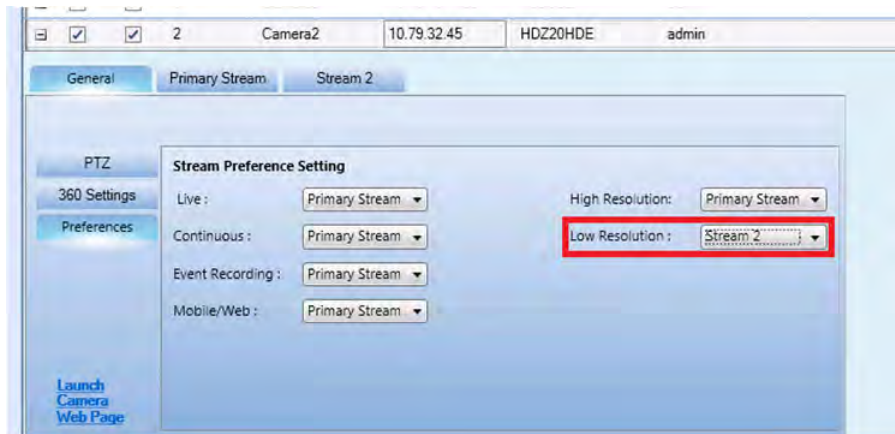 2 Camera2 10.79.32.45 HDZ20HDE admin
General Primary Stream Stream 2
PTZ
360 Settings
Preferences
Stream Preference Setting
Live : Primary Stream High Resolution: Primary Stream
Continuous : Primary Stream Low Resolution : Stream 2
Event Recording : Primary Stream
Mobile/Web : Primary Stream
Launch
Camera
Web Page